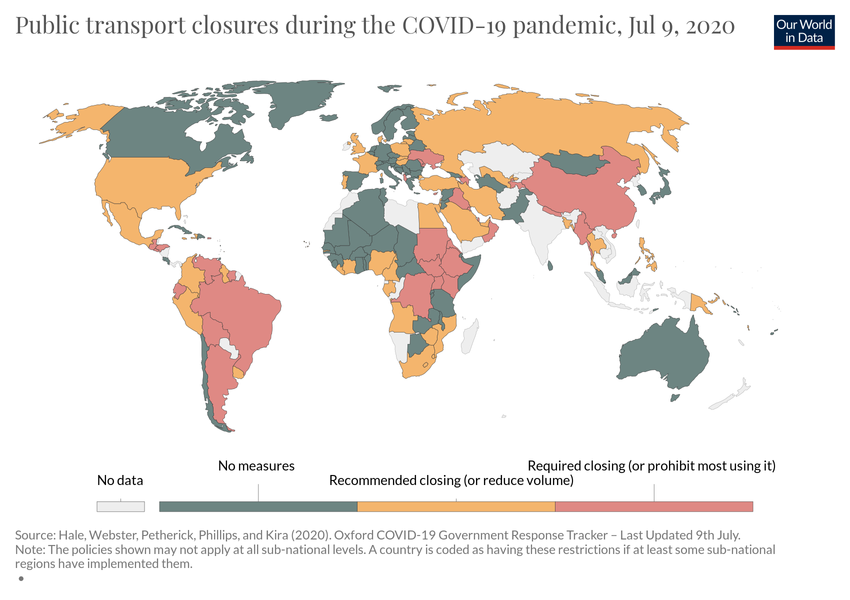 Public transport closures during the COVID-19 pandemic, Jul 9, 2020
Our World
in Data
No data
No measures
Recommended closing (or reduce volume)
Required closing (or prohibit most using it)
Source: Hale, Webster, Petherick, Phillips, and Kira (2020). Oxford COVID-19 Government Response Tracker – Last Updated 9th July.
Note: The policies shown may not apply at all sub-national levels. A country is coded as having these restrictions if at least some sub-national
regions have implemented them.